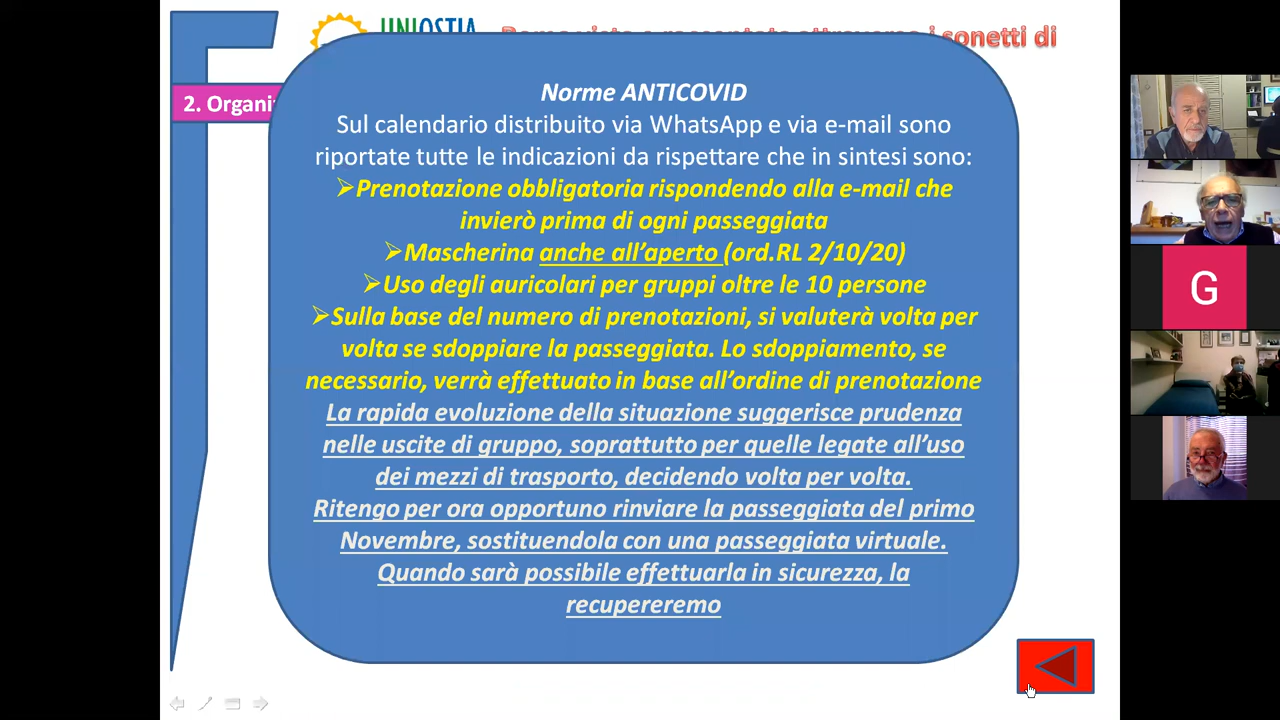 UNIOSTIA
sonetti di
2. Organi
Norme ANTICOVID
Sul calendario distribuito via WhatsApp e via e-mail sono
riportate tutte le indicazioni da rispettare che in sintesi sono:
➢Prenotazione obbligatoria rispondendo alla e-mail che
invierò prima di ogni passeggiata
➢Mascherina anche all’aperto (ord.RL 2/10/20)
➢Uso degli auricolari per gruppi oltre le 10 persone
➢Sulla base del numero di prenotazioni, si valuterà volta per
volta se sdoppiare la passeggiata. Lo sdoppiamento, se
necessario, verrà effettuato in base all’ordine di prenotazione
La rapida evoluzione della situazione suggerisce prudenza
nelle uscite di gruppo, soprattutto per quelle legate all’uso
dei mezzi di trasporto, decidendo volta per volta.
Ritengo per ora opportuno rinviare la passeggiata del primo
Novembre, sostituendola con una passeggiata virtuale.
Quando sarà possibile effettuarla in sicurezza, la
recupereremo
G